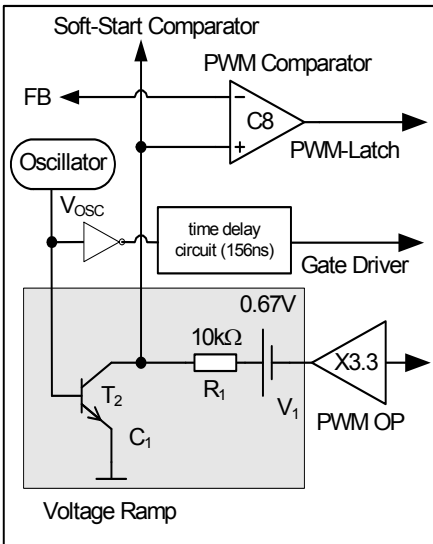 Soft-Start Comparator
PWM Comparator
FB
C8
PWM-Latch
Oscillator
VOSC
time delay
circuit (156ns)
Gate Driver
0.67V
10kΩ
X3.3
T2
R1
C1
V1
PWM OP
Voltage Ramp